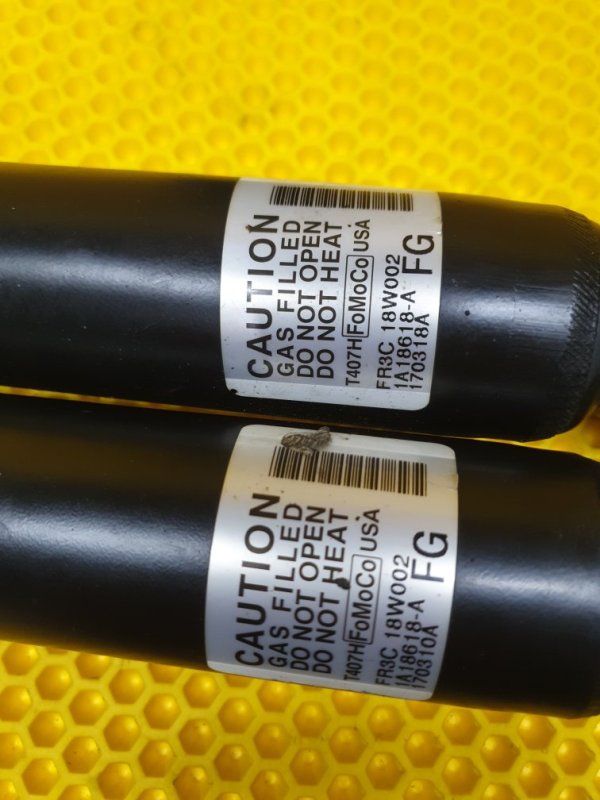 CAUTION
GAS FILLED
DO NOT OPEN
DO NOT HEAT
T407H FoMoCo USA
FR3C 18W002
1A18618-A
170318A FG
CAUTION
GAS FILLED
DO NOT OPEN
DO NOT HEAT
T407H FoMoCo USA
FR3C 18W002
1A18618-A
170310A FG